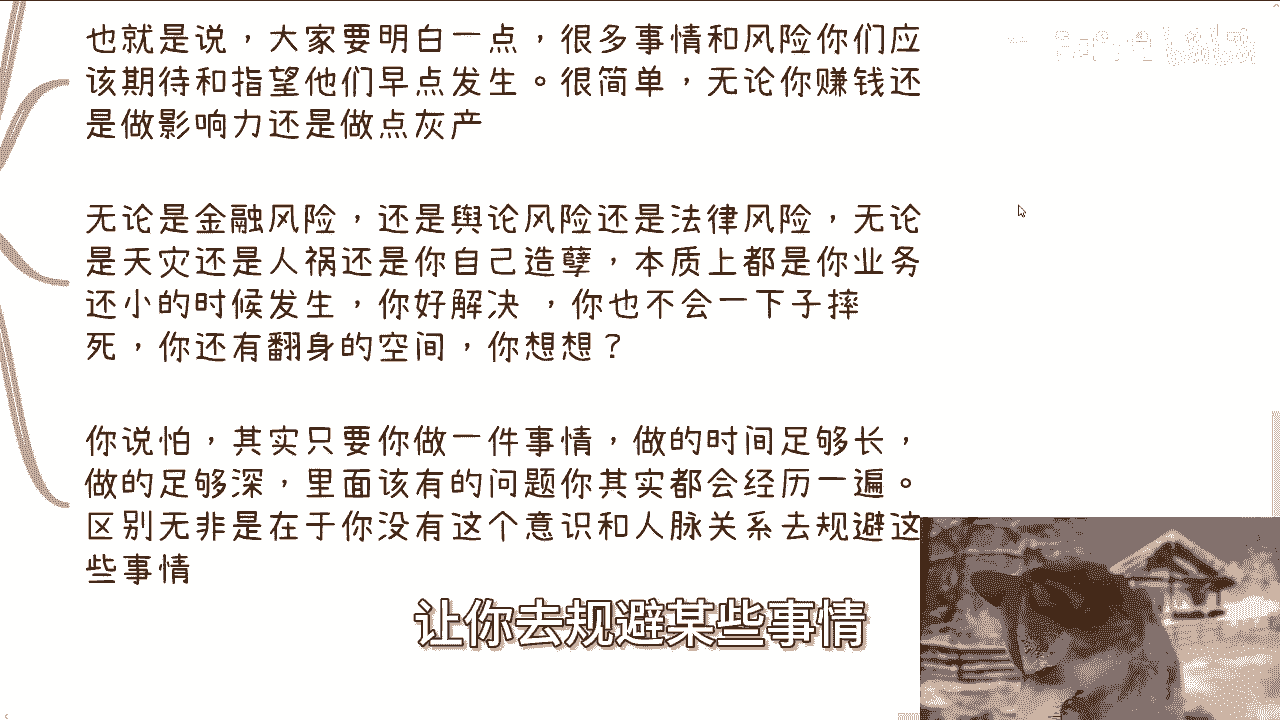 也就是说，大家要明白一点，很多事情和风险你们应
该期待和指望他们早点发生。很简单，无论你赚钱还
是做影响力还是做点灰产
无论是金融风险，还是舆论风险还是法律风险，无论
是天灾还是人祸还是你自己造孽，本质上都是你业务
还小的时候发生，你好解决 ，你也不会一下子摔
死，你还有翻身的空间，你想想？
你说怕，其实只要你做一件事情，做的时间足够长，
做的足够深，里面该有的问题你其实都会经历一遍。
区别无非是在于你没有这个意识和人脉关系去规避这
些事情
让你去规避某些事情